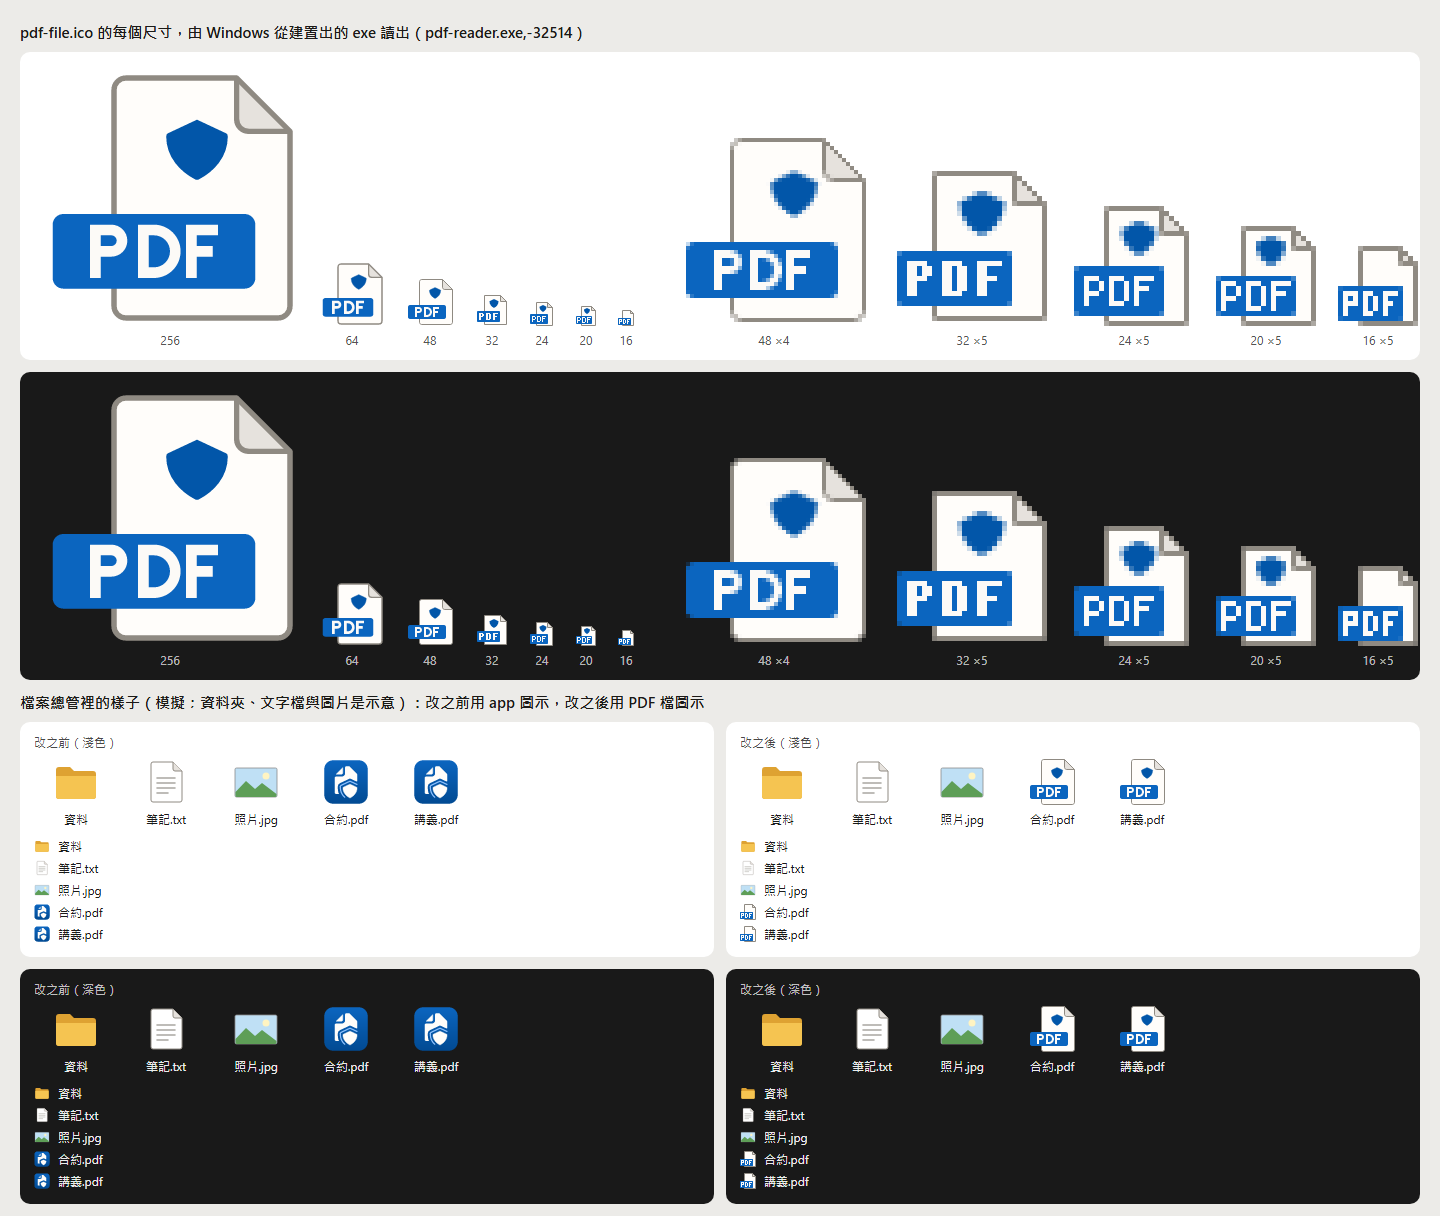 pdf-file.ico 的每個尺寸，由 Windows 從建置出的 exe 讀出（pdf-reader.exe,-32514）
PDF PDF PDF PDF PDF PDF PDF PDF PDF PDF PDF PDF
256 64 48 32 24 20 16 48 ×4 32 ×5 24 ×5 20 ×5 16 ×5
PDF PDF PDF PDF PDF PDF PDF PDF PDF PDF PDF PDF
256 64 48 32 24 20 16 48 ×4 32 ×5 24 ×5 20 ×5 16 ×5
檔案總管裡的樣子（模擬：資料夾、文字檔與圖片是示意）：改之前用 app 圖示，改之後用 PDF 檔圖示
改之前（淺色）
資料 筆記.txt 照片.jpg 合約.pdf 講義.pdf
資料
筆記.txt
照片.jpg
合約.pdf
講義.pdf
改之後（淺色）
PDF PDF
資料 筆記.txt 照片.jpg 合約.pdf 講義.pdf
資料
筆記.txt
照片.jpg
PDF 合約.pdf
PDF 講義.pdf
改之前（深色）
資料 筆記.txt 照片.jpg 合約.pdf 講義.pdf
資料
筆記.txt
照片.jpg
合約.pdf
講義.pdf
改之後（深色）
PDF PDF
資料 筆記.txt 照片.jpg 合約.pdf 講義.pdf
資料
筆記.txt
照片.jpg
PDF 合約.pdf
PDF 講義.pdf